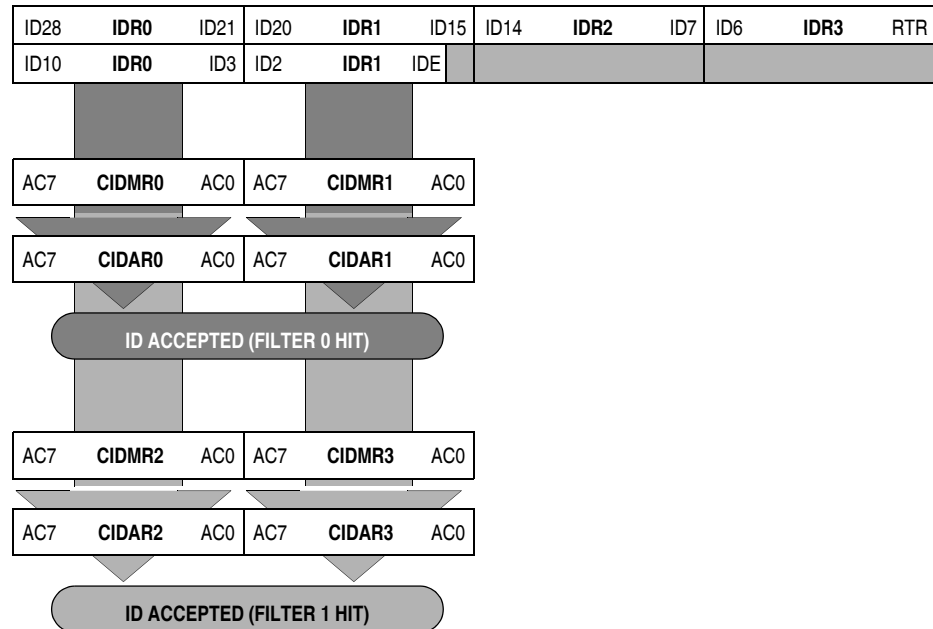 ID28 IDR0 ID21 ID20 IDR1 ID15 ID14 IDR2 ID7 ID6 IDR3 RTR
ID10 IDR0 ID3 ID2 IDR1 IDE
AC7 CIDMR0 AC0 AC7 CIDMR1 AC0
AC7 CIDAR0 AC0 AC7 CIDAR1 AC0
ID ACCEPTED (FILTER 0 HIT)
AC7 CIDMR2 AC0 AC7 CIDMR3 AC0
AC7 CIDAR2 AC0 AC7 CIDAR3 AC0
ID ACCEPTED (FILTER 1 HIT)